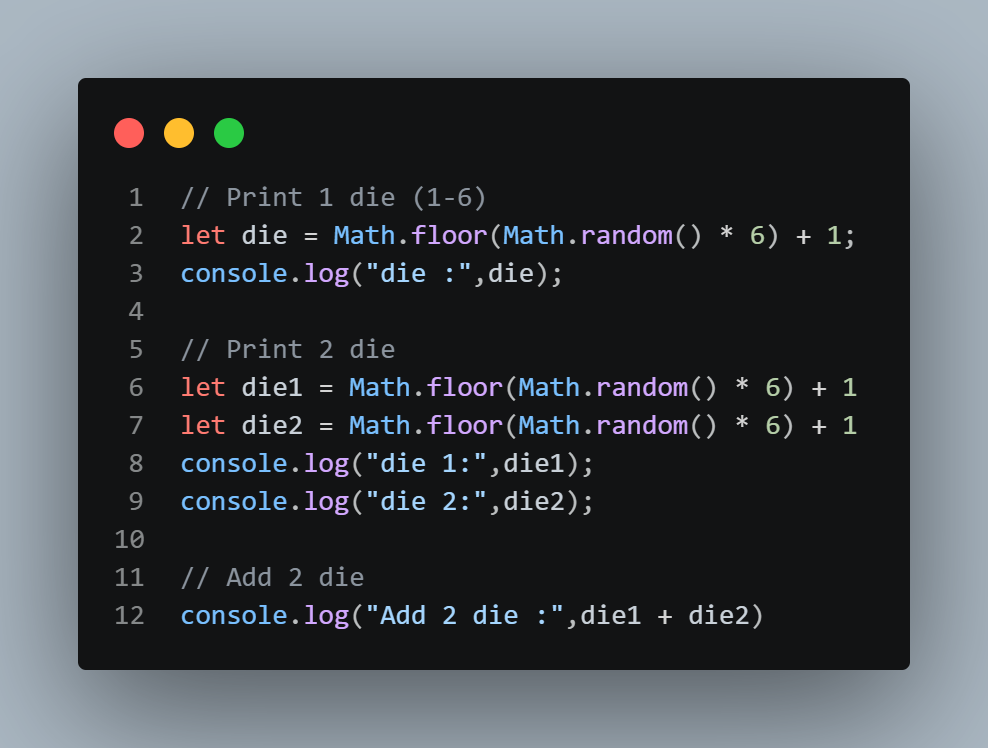 1 // Print 1 die (1-6)
2 let die = Math.floor(Math.random() * 6) + 1;
3 console.log("die :",die);
4
5 // Print 2 die
6 let die1 = Math.floor(Math.random() * 6) + 1
7 let die2 = Math.floor(Math.random() * 6) + 1
8 console.log("die 1:",die1);
9 console.log("die 2:",die2);
10
11 // Add 2 die
12 console.log("Add 2 die :",die1 + die2)